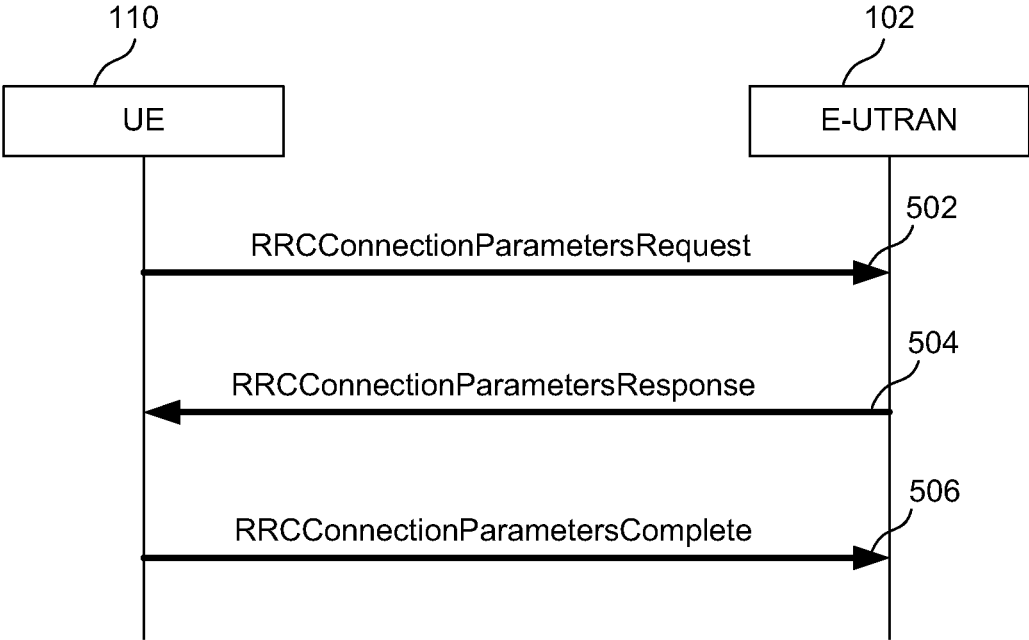 110
102
UE
E-UTRAN
502
RRCConnectionParametersRequest
504
RRCConnectionParametersResponse
506
RRCConnectionParametersComplete